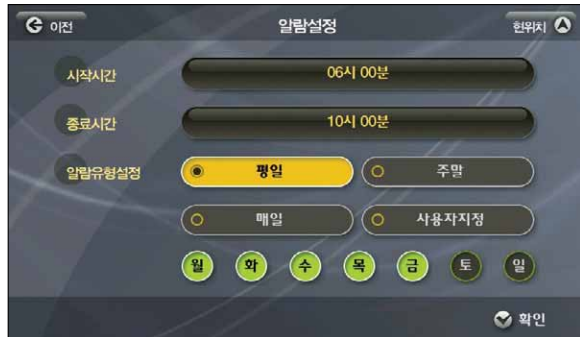 이전 알람설정 현위치
시작시간 06시 00분
종료시간 10시 00분
알람유형설정 평일 주말
매일 사용자지정
월 화 수 목 금 토 일
확인